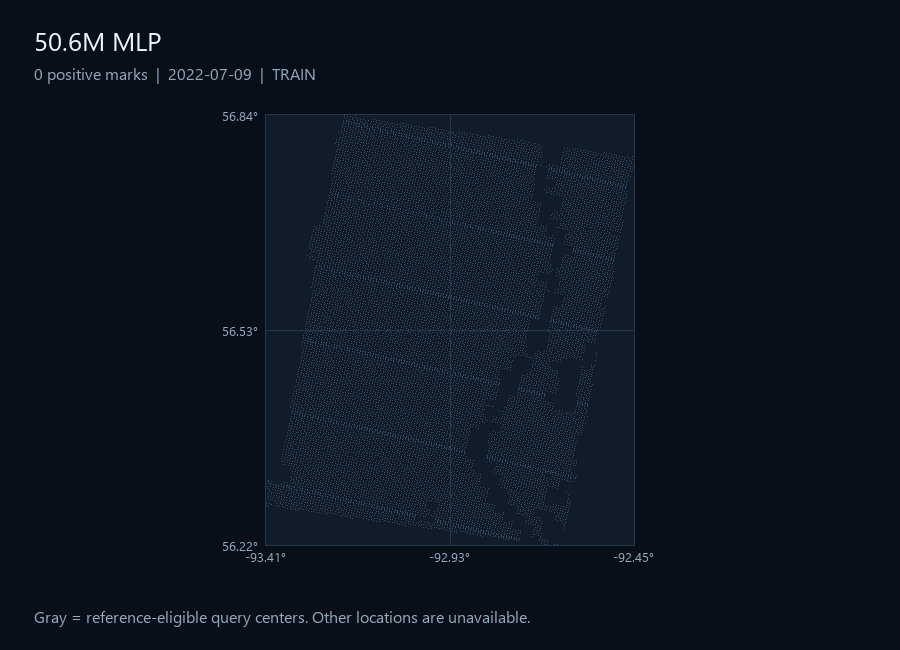 50.6M MLP
0 positive marks | 2022-07-09 | TRAIN
56.84°
56.53°
56.22°
-93.41°
-92.93°
-92.45°
Gray = reference-eligible query centers. Other locations are unavailable.